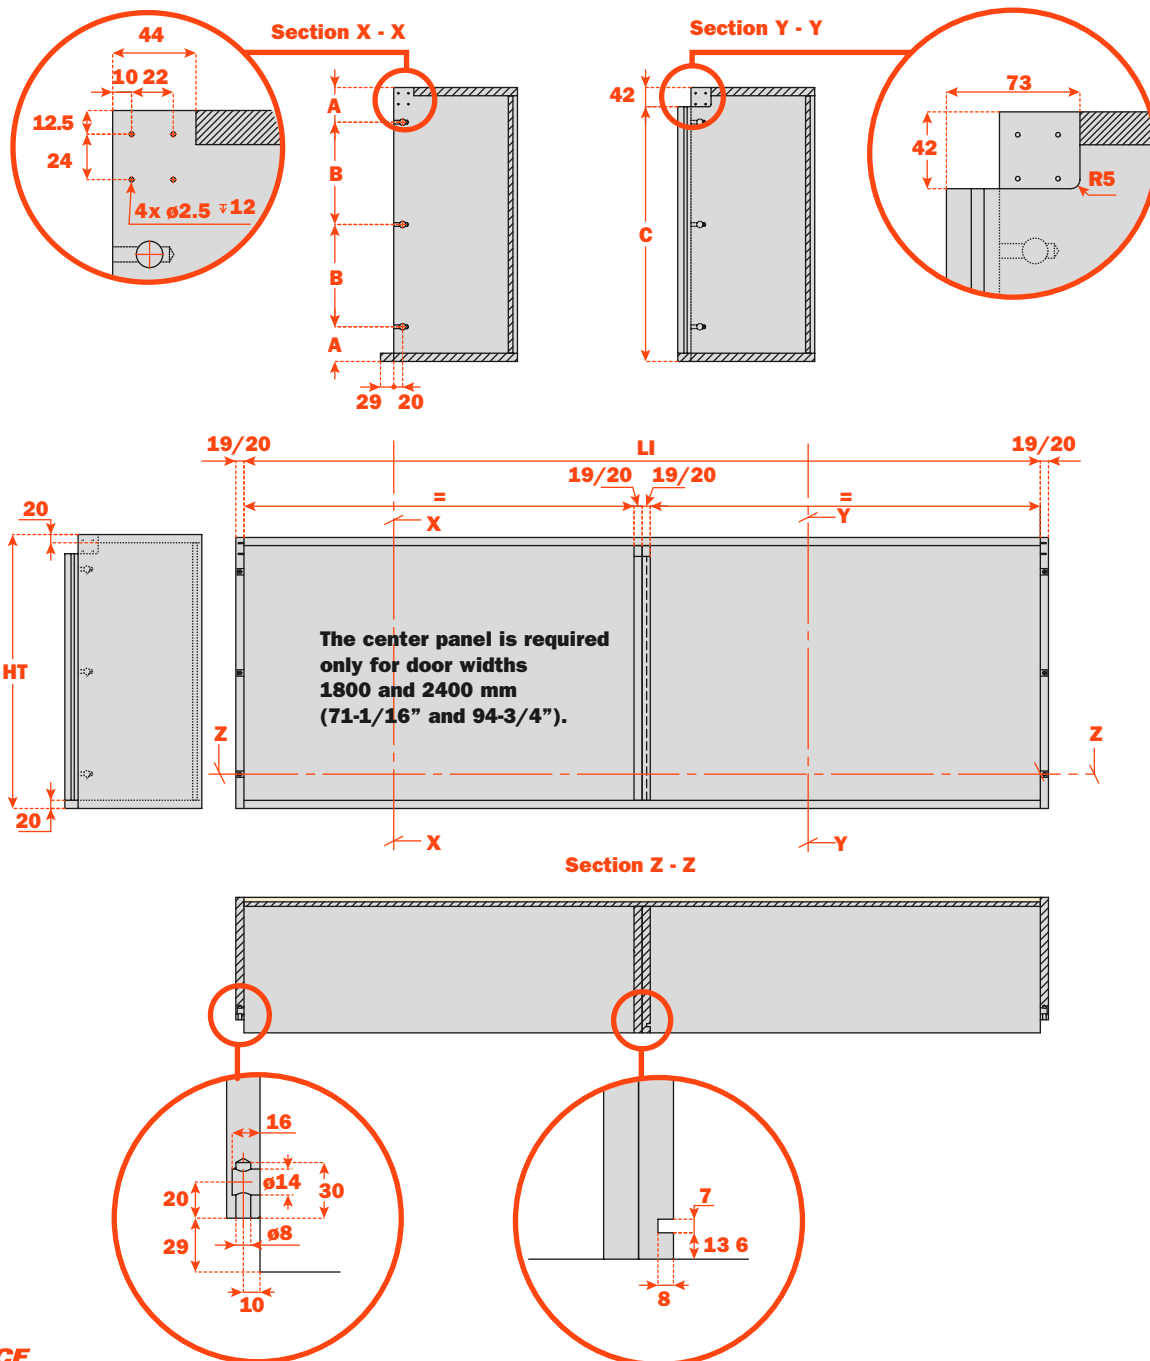 Section X - X
Section Y - Y
44
10 22
12.5
24
4x ø2.5 ↧12
A
B
B
A
29 20
42
C
73
42
R5
19/20
LI
19/20
19/20 19/20
=
=
20
X
Y
HT
The center panel is required
only for door widths
1800 and 2400 mm
(71-1/16” and 94-3/4”).
Z
Z
20
X
Y
Section Z - Z
16
ø14
30
20
ø8
29
10
7
13 6
8